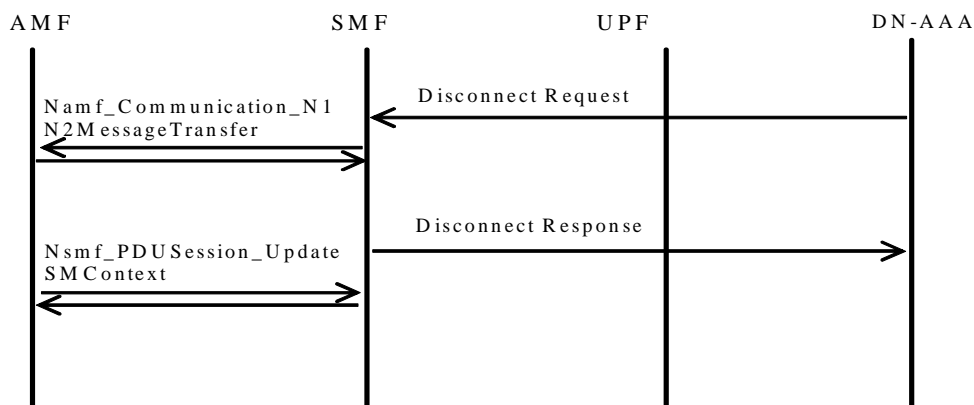 AMF SMF UPF DN-AAA
Disconnect Request
Namf_Communication_N1
N2MessageTransfer
Disconnect Response
Nsmf_PDUSession_Update
SMContext